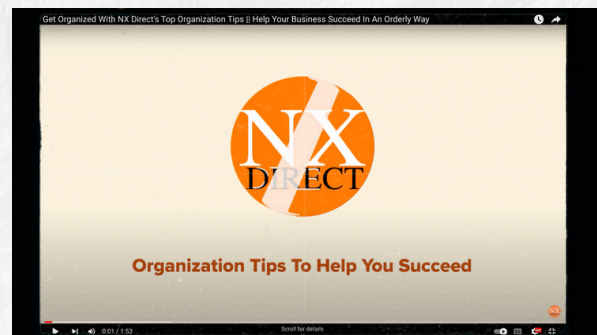 Get Organized With NX Direct's Top Organization Tips || Help Your Business Succeed In An Orderly Way
NX
DIRECT
Organization Tips To Help You Succeed
NX
0:01 / 1:53
Scroll for details